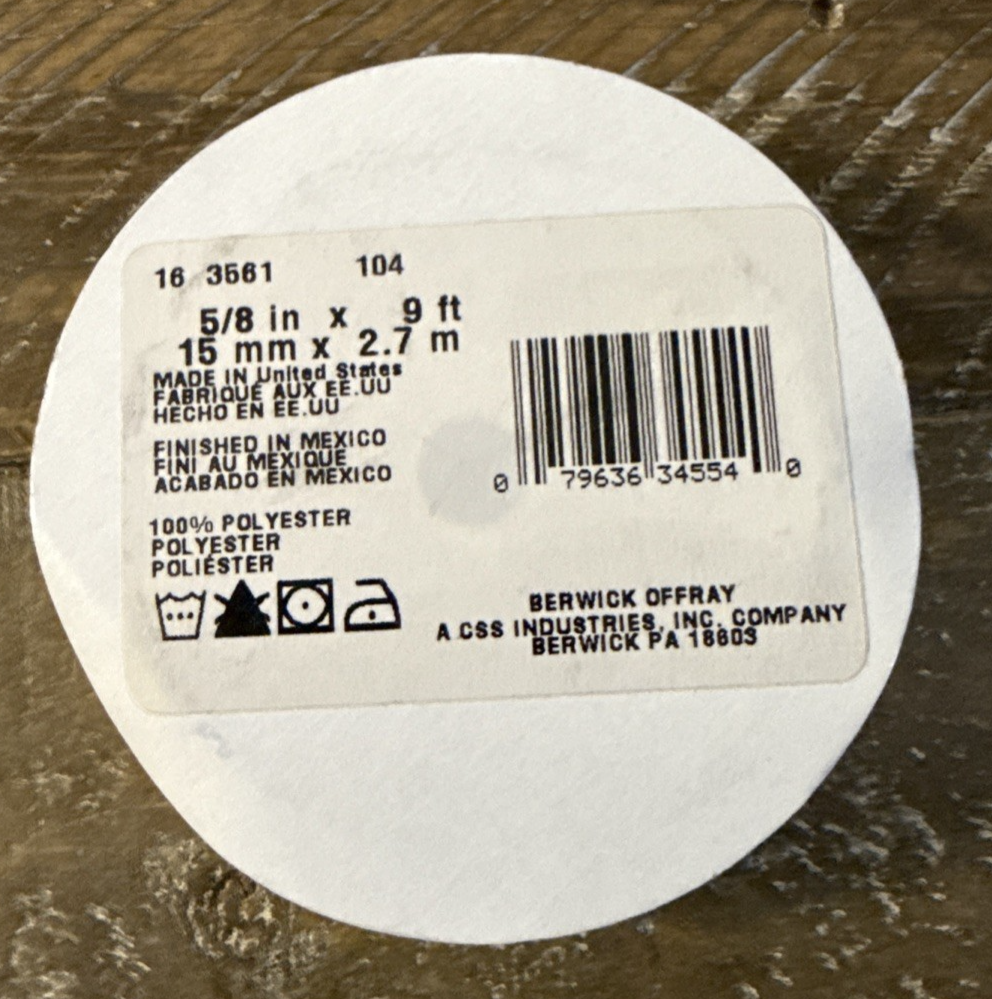 16 3561 104
5/8 in x 9 ft
15 mm x 2.7 m
MADE IN United States
FABRIQUÉ AUX EE.UU
HECHO EN EE.UU
FINISHED IN MEXICO
FINI AU MEXIQUE
ACABADO EN MEXICO
100% POLYESTER
POLYESTER
POLIÉSTER
0 79636 34554 0
BERWICK OFFRAY
A CSS INDUSTRIES, INC. COMPANY
BERWICK PA 18603